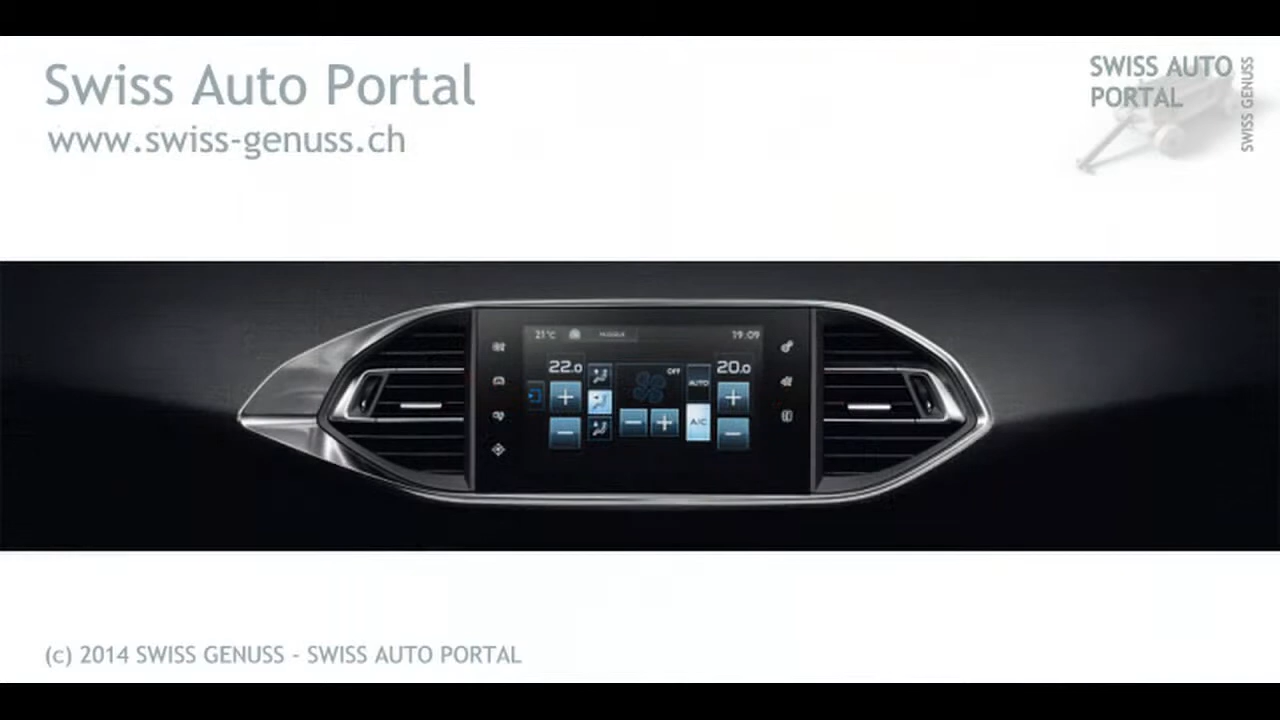 Swiss Auto Portal
www.swiss-genuss.ch
SWISS AUTO
PORTAL
SWISS GENUSS
21°C
19:09
22.0
OFF
AUTO
20.0
A/C
(c) 2014 SWISS GENUSS - SWISS AUTO PORTAL